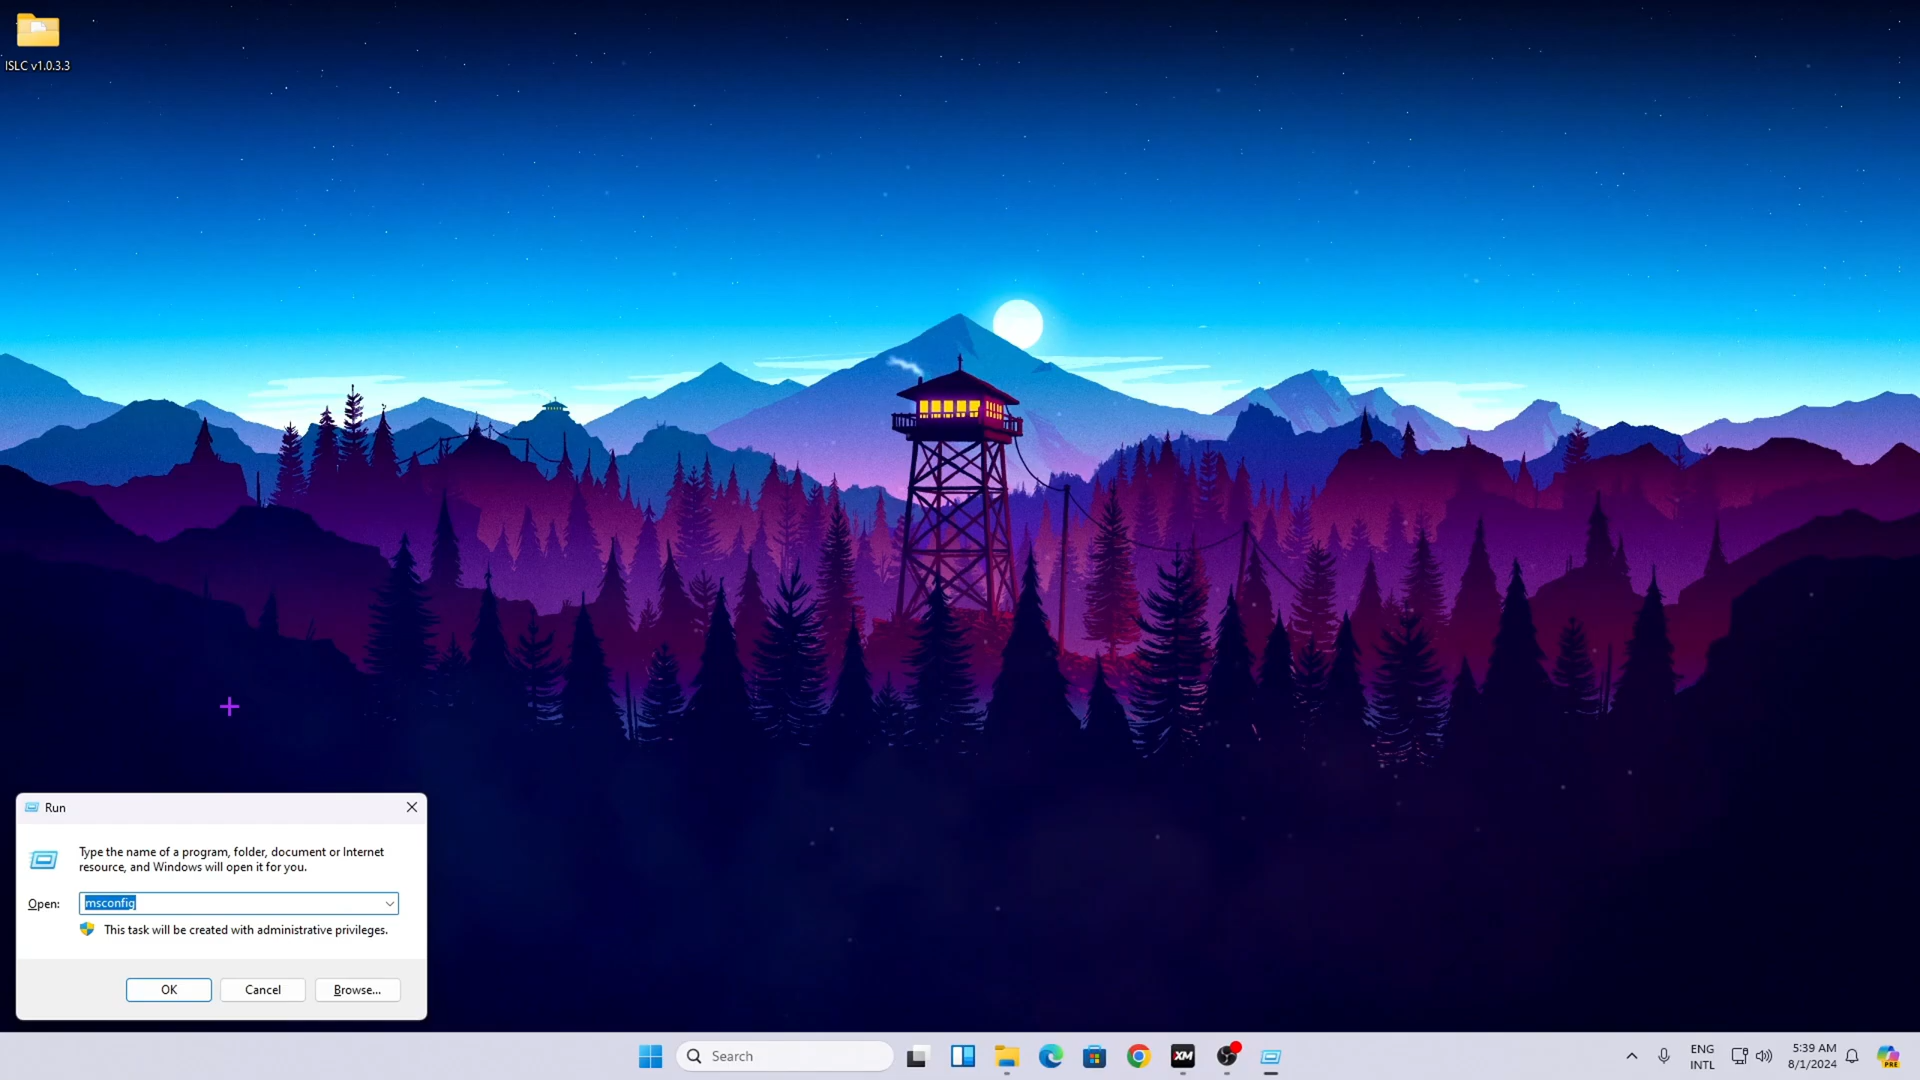 ISLC v1.0.3.3
Run
Type the name of a program, folder, document or Internet
resource, and Windows will open it for you.
Open:
msconfig
This task will be created with administrative privileges.
OK
Cancel
Browse...
Search
XM
ENG
INTL
5:39 AM
8/1/2024
PRE